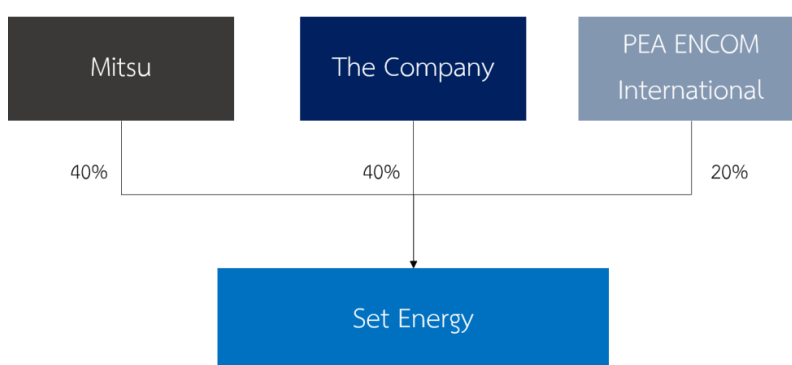 Mitsu
The Company
PEA ENCOM
International
40%
40%
20%
Set Energy